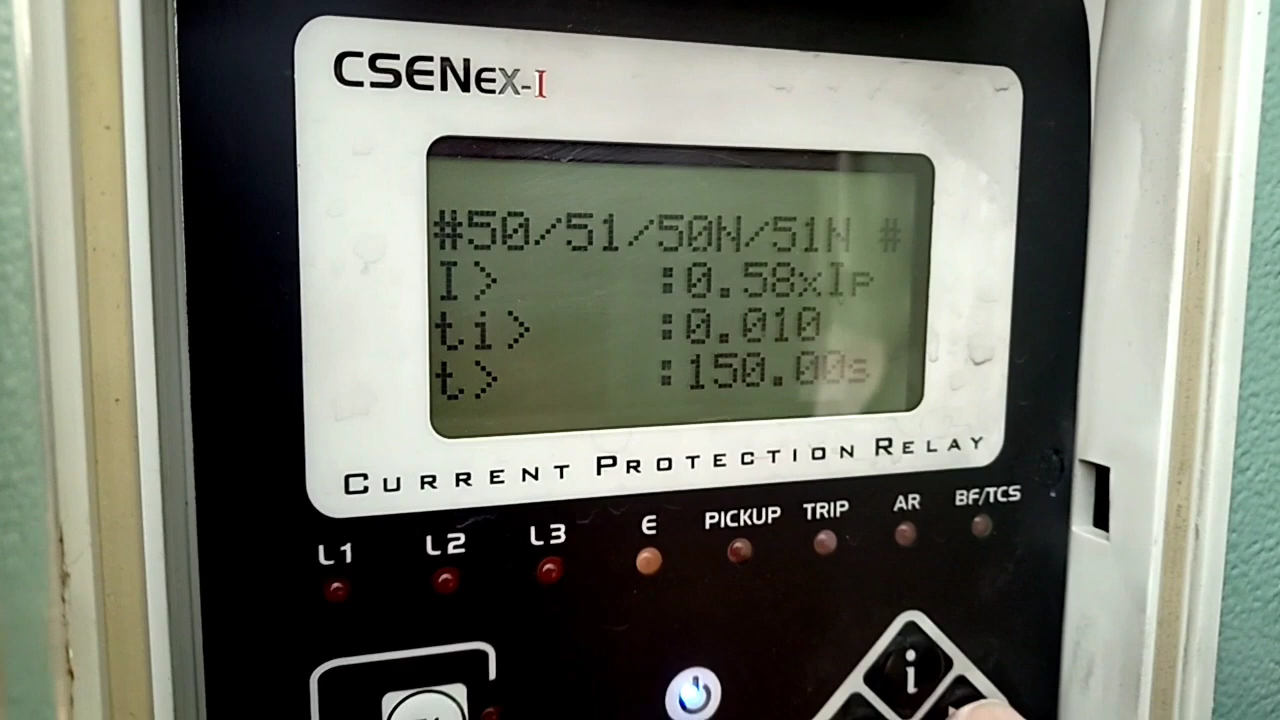 CSENEX-I
#50/51/50N/51N #
I> :0.58xIp
ti> :0.010
t> :150.00s
CURRENT PROTECTION RELAY
L1 L2 L3 E PICKUP TRIP AR BF/TCS
i